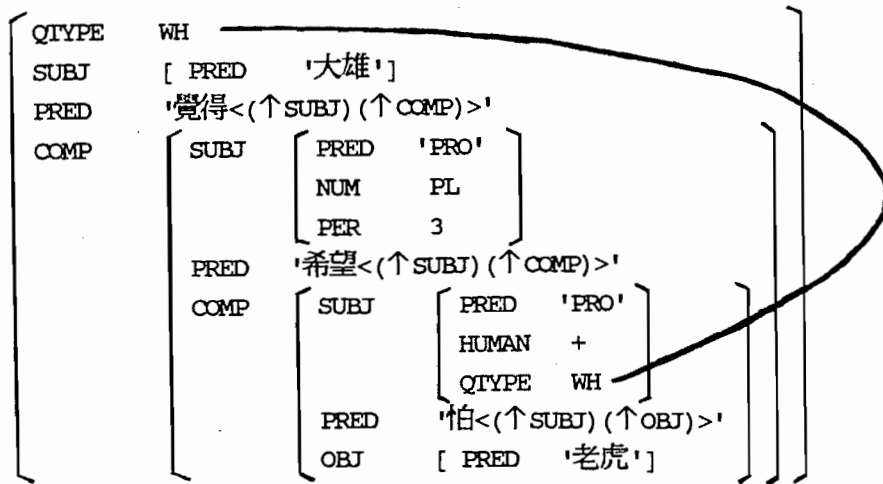 QTYPE WH
SUBJ [ PRED '大雄']
PRED '覺得<(↑SUBJ)(↑COMP)>'
COMP SUBJ PRED 'PRO'
NUM PL
PER 3
PRED '希望<(↑SUBJ)(↑COMP)>'
COMP SUBJ PRED 'PRO'
HUMAN +
QTYPE WH
PRED '怕<(↑SUBJ)(↑OBJ)>'
OBJ [ PRED '老虎']